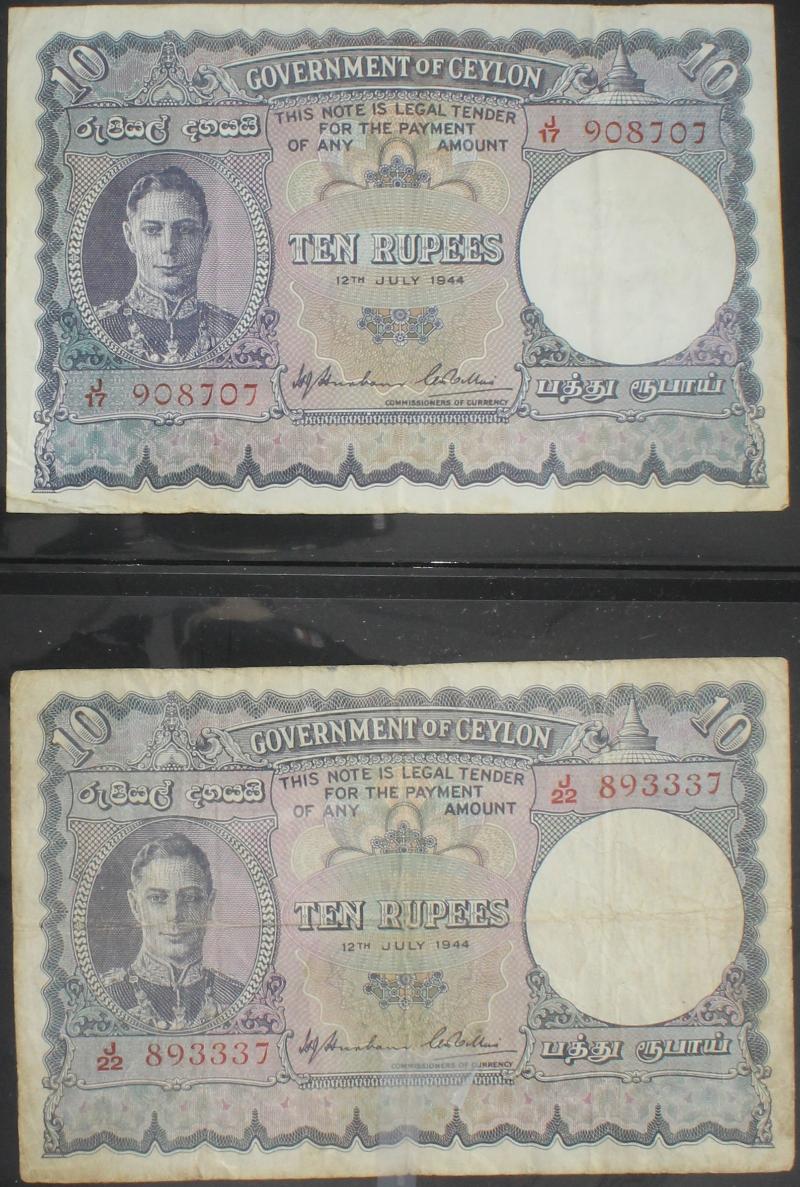 10 GOVERNMENT OF CEYLON 10
රුපියල් දහයයි THIS NOTE IS LEGAL TENDER J/17 908707
FOR THE PAYMENT
OF ANY AMOUNT
TEN RUPEES
12TH JULY 1944
J/17 908707 பத்து ரூபாய்
COMMISSIONERS OF CURRENCY
10 GOVERNMENT OF CEYLON 10
රුපියල් දහයයි THIS NOTE IS LEGAL TENDER J/22 893337
FOR THE PAYMENT
OF ANY AMOUNT
TEN RUPEES
12TH JULY 1944
J/22 893337 பத்து ரூபாய்
COMMISSIONERS OF CURRENCY